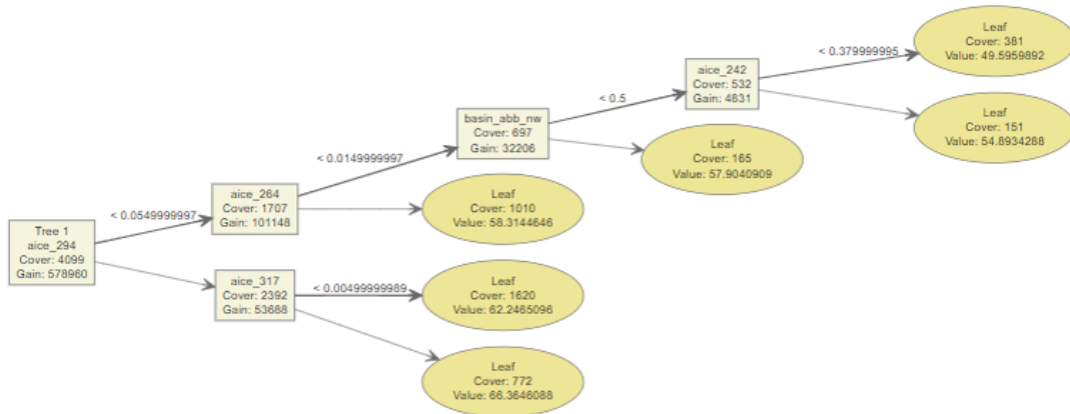 Leaf
Cover: 381
Value: 49.5959892
< 0.379999995
aice_242
Cover: 532
Gain: 4831
< 0.5
Leaf
Cover: 151
Value: 54.8934288
basin_abb_nw
Cover: 697
Gain: 32206
Leaf
Cover: 165
Value: 57.9040909
< 0.0149999997
aice_264
Cover: 1707
Gain: 101148
Leaf
Cover: 1010
Value: 58.3144646
< 0.0549999997
Tree 1
aice_294
Cover: 4099
Gain: 578960
aice_317
Cover: 2392
Gain: 53688
< 0.00499999989
Leaf
Cover: 1620
Value: 62.2465096
Leaf
Cover: 772
Value: 66.3646088